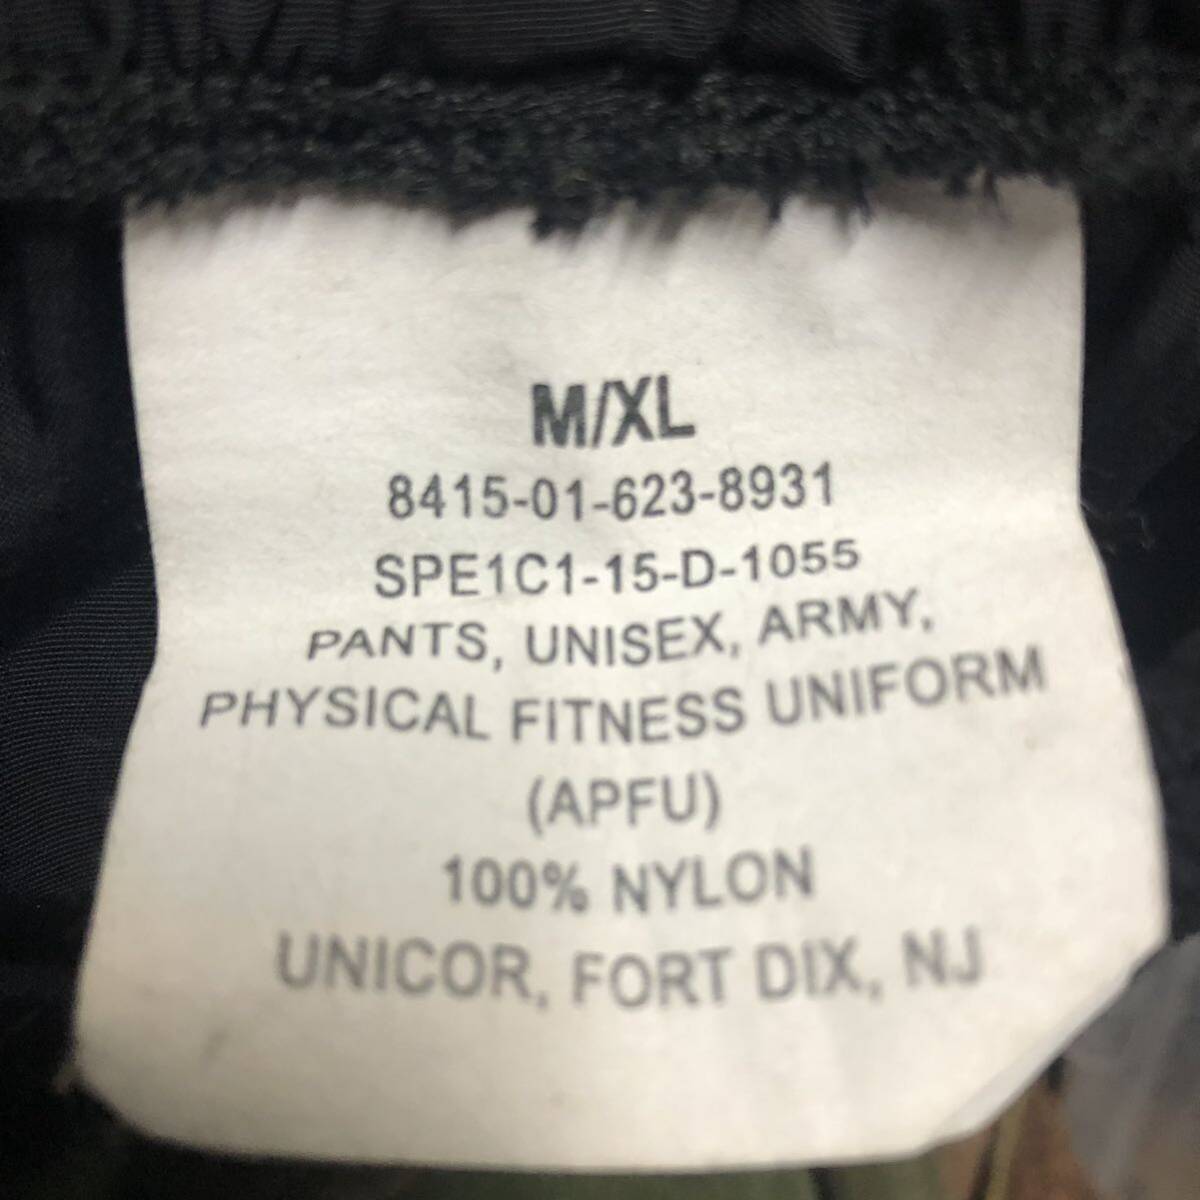 M/XL
8415-01-623-8931
SPE1C1-15-D-1055
PANTS, UNISEX, ARMY,
PHYSICAL FITNESS UNIFORM
(APFU)
100% NYLON
UNICOR, FORT DIX, NJ